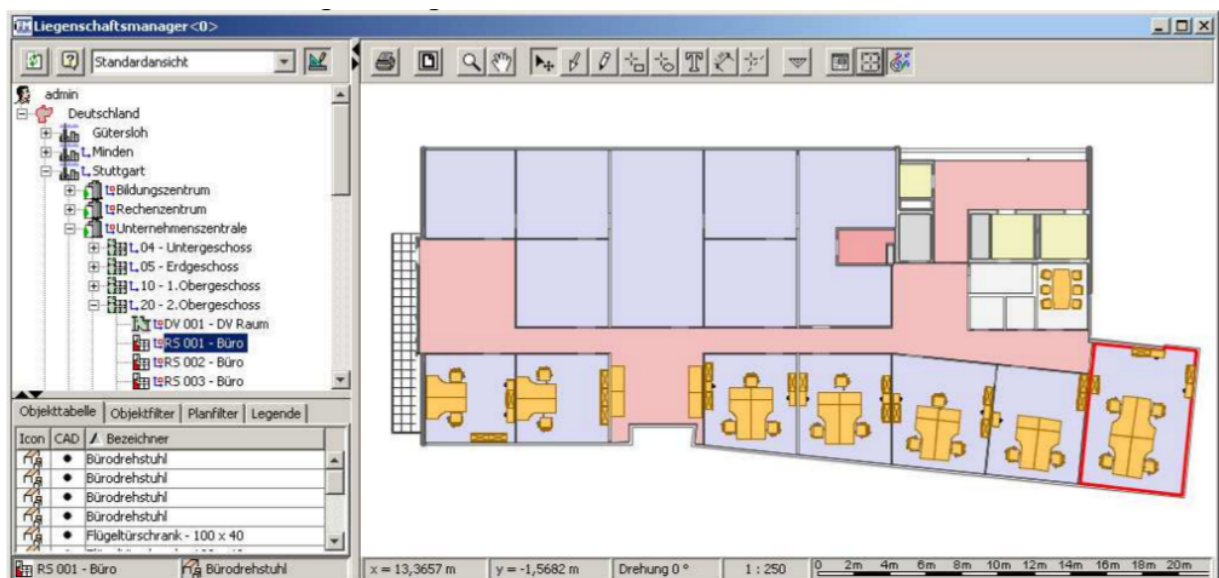 Liegenschaftsmanager <0>
Standardansicht
admin
Deutschland
Gütersloh
Minden
Stuttgart
Bildungszentrum
Rechenzentrum
Unternehmenszentrale
04 - Untergeschoss
05 - Erdgeschoss
10 - 1.Obergeschoss
20 - 2.Obergeschoss
DV 001 - DV Raum
RS 001 - Büro
RS 002 - Büro
RS 003 - Büro
Objekttabelle Objektfilter Planfilter Legende
Icon CAD Bezeichner
Bürodrehstuhl
Bürodrehstuhl
Bürodrehstuhl
Bürodrehstuhl
Flügeltürschrank - 100 x 40
RS 001 - Büro Bürodrehstuhl x = 13,3657 m y = -1,5682 m Drehung 0 ° 1 : 250 0 2m 4m 6m 8m 10m 12m 14m 16m 18m 20m